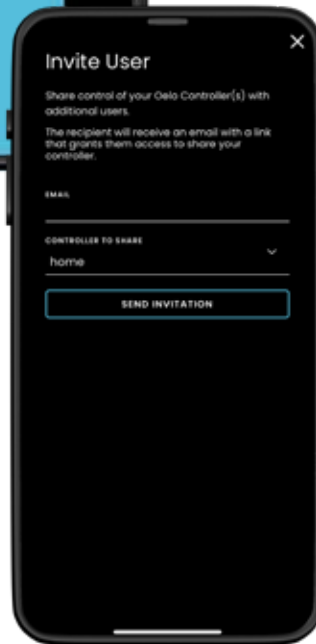 Invite User
Share control of your Oelo Controller(s) with
additional users.
The recipient will receive an email with a link
that grants them access to share your
controller.
EMAIL
CONTROLLER TO SHARE
home
SEND INVITATION